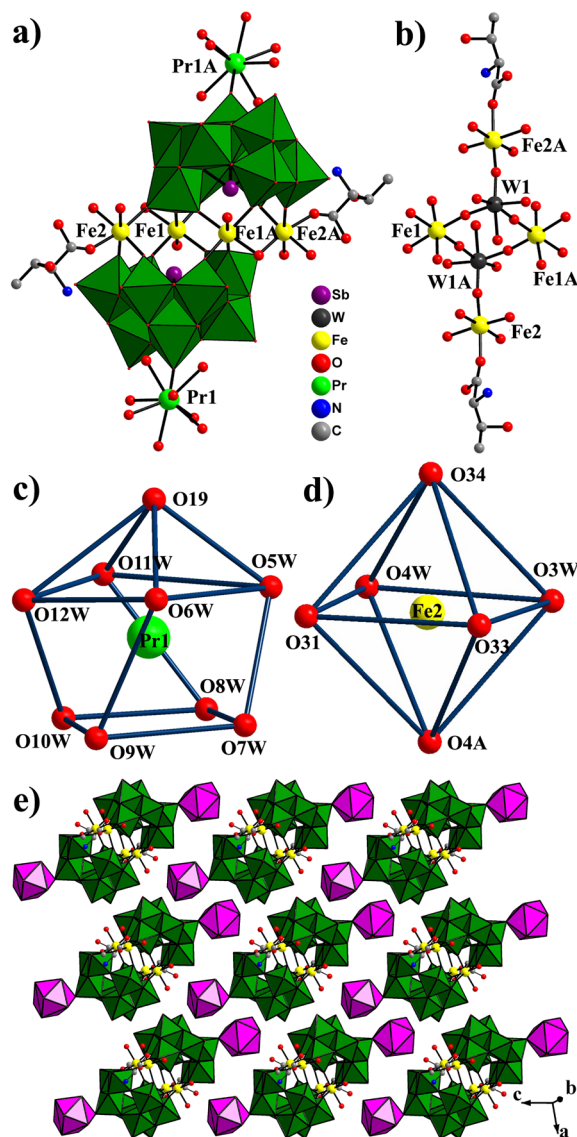 a)
Pr1A
Fe2
Fe1
Fe1A
Fe2A
Pr1
Sb
W
Fe
O
Pr
N
C
b)
Fe2A
W1
Fe1
W1A
Fe1A
Fe2
c)
O19
O11W
O5W
O12W
O6W
Pr1
O8W
O10W
O9W
O7W
d)
O34
O4W
O3W
Fe2
O31
O33
O4A
e)
c
b
a